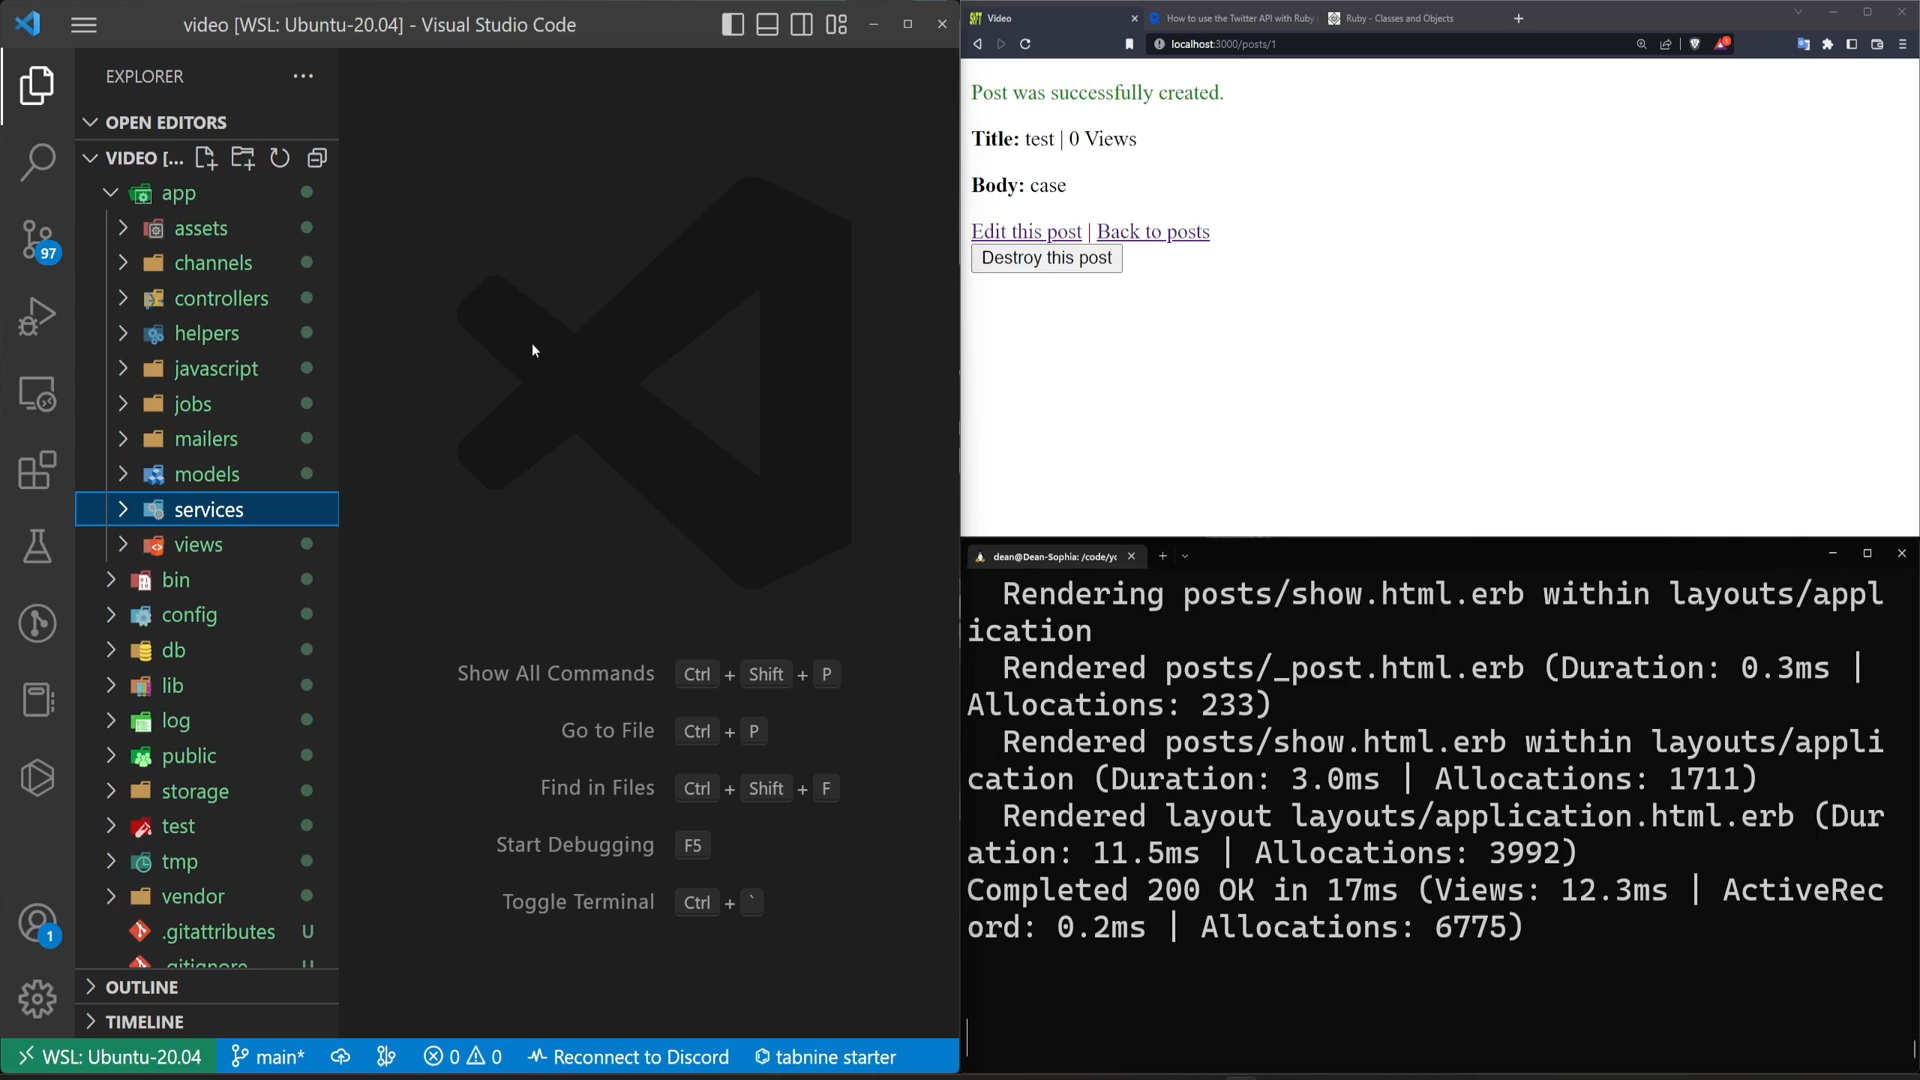 video [WSL: Ubuntu-20.04] - Visual Studio Code
EXPLORER
OPEN EDITORS
VIDEO [...
app
assets
channels
controllers
helpers
javascript
jobs
mailers
models
services
views
bin
config
db
lib
log
public
storage
test
tmp
vendor
.gitattributes U
.gitignore U
OUTLINE
TIMELINE
97
1
Show All Commands Ctrl + Shift + P
Go to File Ctrl + P
Find in Files Ctrl + Shift + F
Start Debugging F5
Toggle Terminal Ctrl + `
WSL: Ubuntu-20.04 main* 0 0 Reconnect to Discord tabnine starter
Video How to use the Twitter API with Ruby Ruby - Classes and Objects
localhost:3000/posts/1
Post was successfully created.
Title: test | 0 Views
Body: case
Edit this post | Back to posts
Destroy this post
dean@Dean-Sophia: /code/yo
Rendering posts/show.html.erb within layouts/appl
ication
Rendered posts/_post.html.erb (Duration: 0.3ms |
Allocations: 233)
Rendered posts/show.html.erb within layouts/appli
cation (Duration: 3.0ms | Allocations: 1711)
Rendered layout layouts/application.html.erb (Dur
ation: 11.5ms | Allocations: 3992)
Completed 200 OK in 17ms (Views: 12.3ms | ActiveRec
ord: 0.2ms | Allocations: 6775)